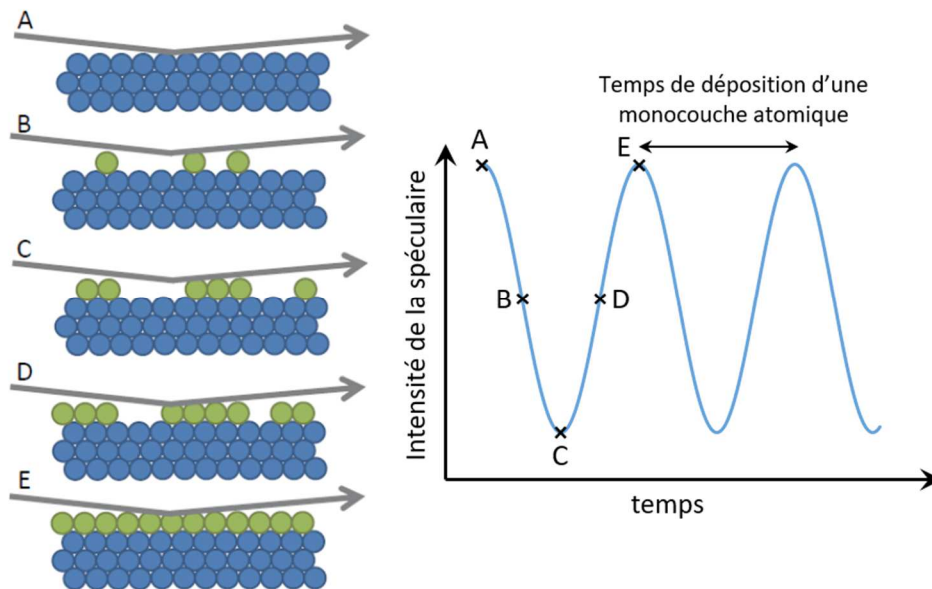 A
B
C
D
E
Temps de déposition d'une
monocouche atomique
A
E
B
D
C
Intensité de la spéculaire
temps